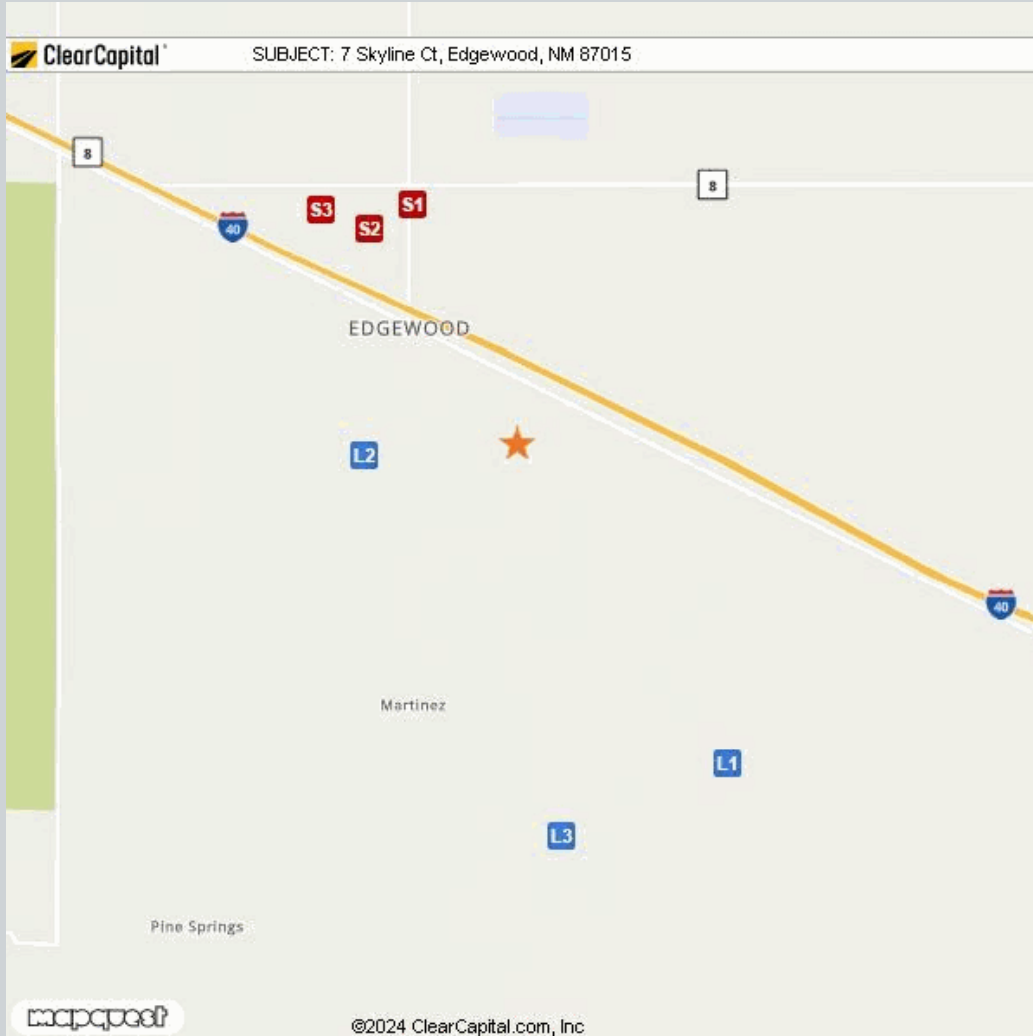 ClearCapital SUBJECT: 7 Skyline Ct, Edgewood, NM 87015
8
8
S3
S1
S2
40
EDGEWOOD
L2
40
Martinez
L1
L3
Pine Springs
mapquest
©2024 ClearCapital.com, Inc